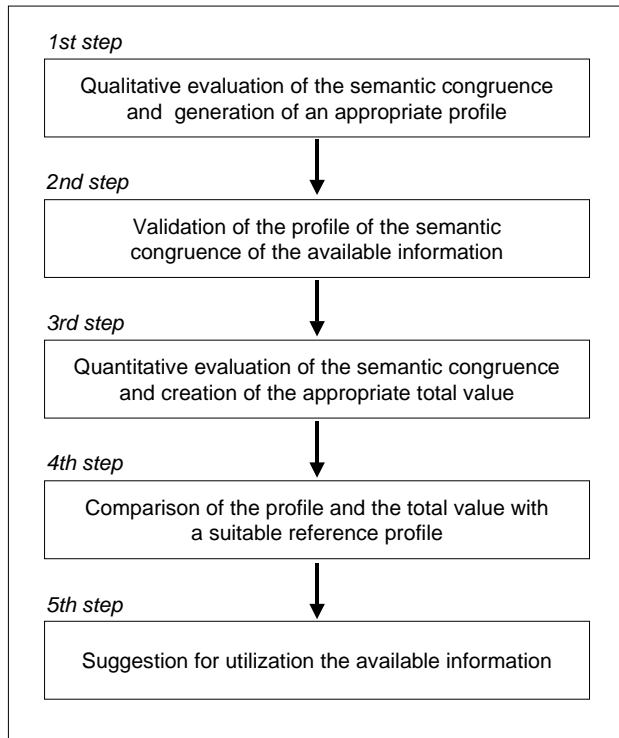 1st step
Qualitative evaluation of the semantic congruence
and generation of an appropriate profile
2nd step
Validation of the profile of the semantic
congruence of the available information
3rd step
Quantitative evaluation of the semantic congruence
and creation of the appropriate total value
4th step
Comparison of the profile and the total value with
a suitable reference profile
5th step
Suggestion for utilization the available information